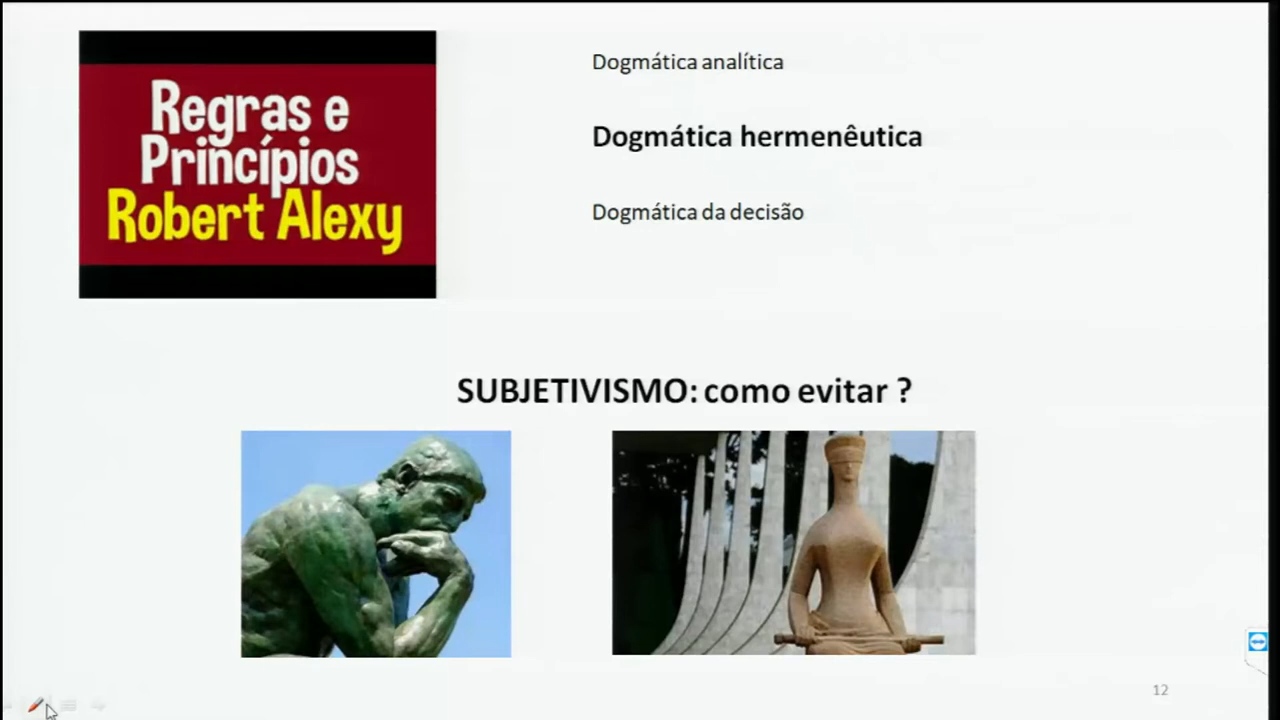 Regras e
Princípios
Robert Alexy
Dogmática analítica
Dogmática hermenêutica
Dogmática da decisão
SUBJETIVISMO: como evitar ?
12